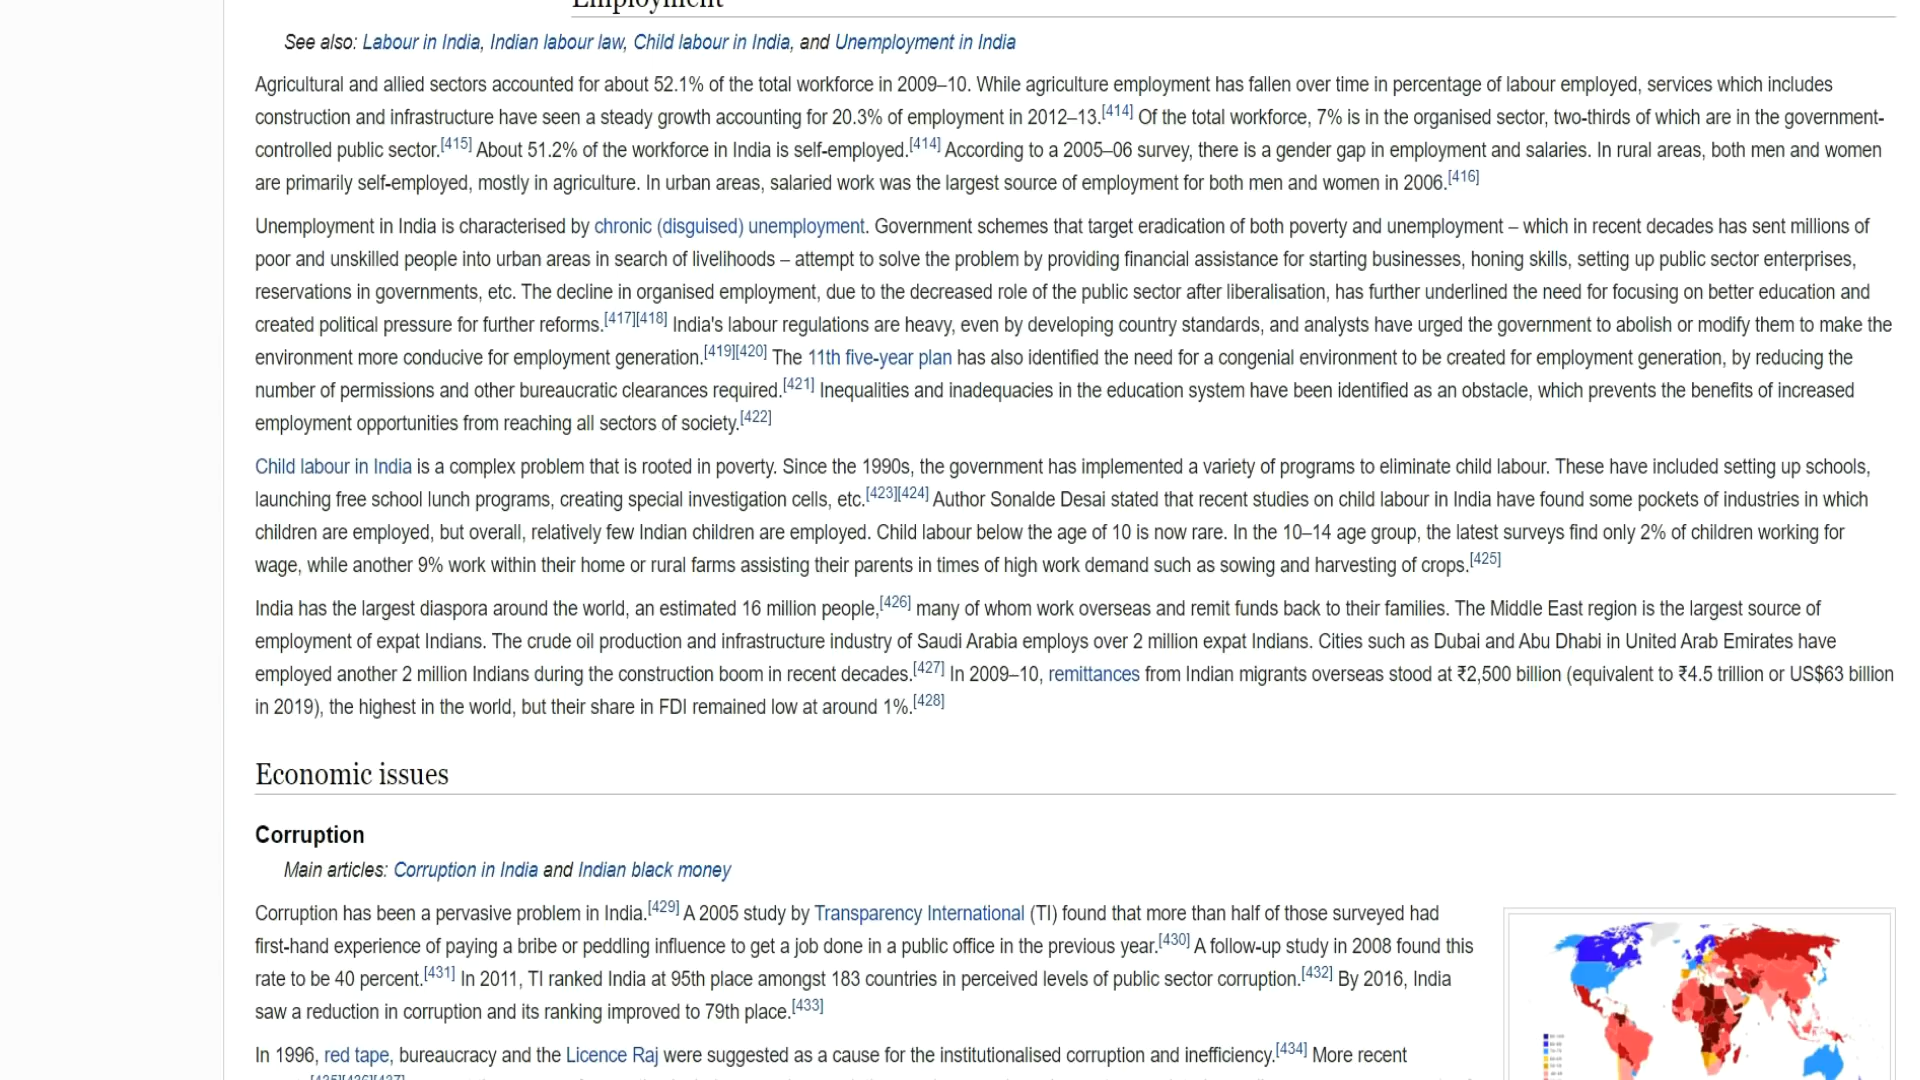 Employment
See also: Labour in India, Indian labour law, Child labour in India, and Unemployment in India
Agricultural and allied sectors accounted for about 52.1% of the total workforce in 2009–10. While agriculture employment has fallen over time in percentage of labour employed, services which includes
construction and infrastructure have seen a steady growth accounting for 20.3% of employment in 2012–13.[414] Of the total workforce, 7% is in the organised sector, two-thirds of which are in the government-
controlled public sector.[415] About 51.2% of the workforce in India is self-employed.[414] According to a 2005–06 survey, there is a gender gap in employment and salaries. In rural areas, both men and women
are primarily self-employed, mostly in agriculture. In urban areas, salaried work was the largest source of employment for both men and women in 2006.[416]
Unemployment in India is characterised by chronic (disguised) unemployment. Government schemes that target eradication of both poverty and unemployment – which in recent decades has sent millions of
poor and unskilled people into urban areas in search of livelihoods – attempt to solve the problem by providing financial assistance for starting businesses, honing skills, setting up public sector enterprises,
reservations in governments, etc. The decline in organised employment, due to the decreased role of the public sector after liberalisation, has further underlined the need for focusing on better education and
created political pressure for further reforms.[417][418] India's labour regulations are heavy, even by developing country standards, and analysts have urged the government to abolish or modify them to make the
environment more conducive for employment generation.[419][420] The 11th five-year plan has also identified the need for a congenial environment to be created for employment generation, by reducing the
number of permissions and other bureaucratic clearances required.[421] Inequalities and inadequacies in the education system have been identified as an obstacle, which prevents the benefits of increased
employment opportunities from reaching all sectors of society.[422]
Child labour in India is a complex problem that is rooted in poverty. Since the 1990s, the government has implemented a variety of programs to eliminate child labour. These have included setting up schools,
launching free school lunch programs, creating special investigation cells, etc.[423][424] Author Sonalde Desai stated that recent studies on child labour in India have found some pockets of industries in which
children are employed, but overall, relatively few Indian children are employed. Child labour below the age of 10 is now rare. In the 10–14 age group, the latest surveys find only 2% of children working for
wage, while another 9% work within their home or rural farms assisting their parents in times of high work demand such as sowing and harvesting of crops.[425]
India has the largest diaspora around the world, an estimated 16 million people,[426] many of whom work overseas and remit funds back to their families. The Middle East region is the largest source of
employment of expat Indians. The crude oil production and infrastructure industry of Saudi Arabia employs over 2 million expat Indians. Cities such as Dubai and Abu Dhabi in United Arab Emirates have
employed another 2 million Indians during the construction boom in recent decades.[427] In 2009–10, remittances from Indian migrants overseas stood at ₹2,500 billion (equivalent to ₹4.5 trillion or US$63 billion
in 2019), the highest in the world, but their share in FDI remained low at around 1%.[428]
Economic issues
Corruption
Main articles: Corruption in India and Indian black money
Corruption has been a pervasive problem in India.[429] A 2005 study by Transparency International (TI) found that more than half of those surveyed had
first-hand experience of paying a bribe or peddling influence to get a job done in a public office in the previous year.[430] A follow-up study in 2008 found this
rate to be 40 percent.[431] In 2011, TI ranked India at 95th place amongst 183 countries in perceived levels of public sector corruption.[432] By 2016, India
saw a reduction in corruption and its ranking improved to 79th place.[433]
In 1996, red tape, bureaucracy and the Licence Raj were suggested as a cause for the institutionalised corruption and inefficiency.[434] More recent
[435][436][437]